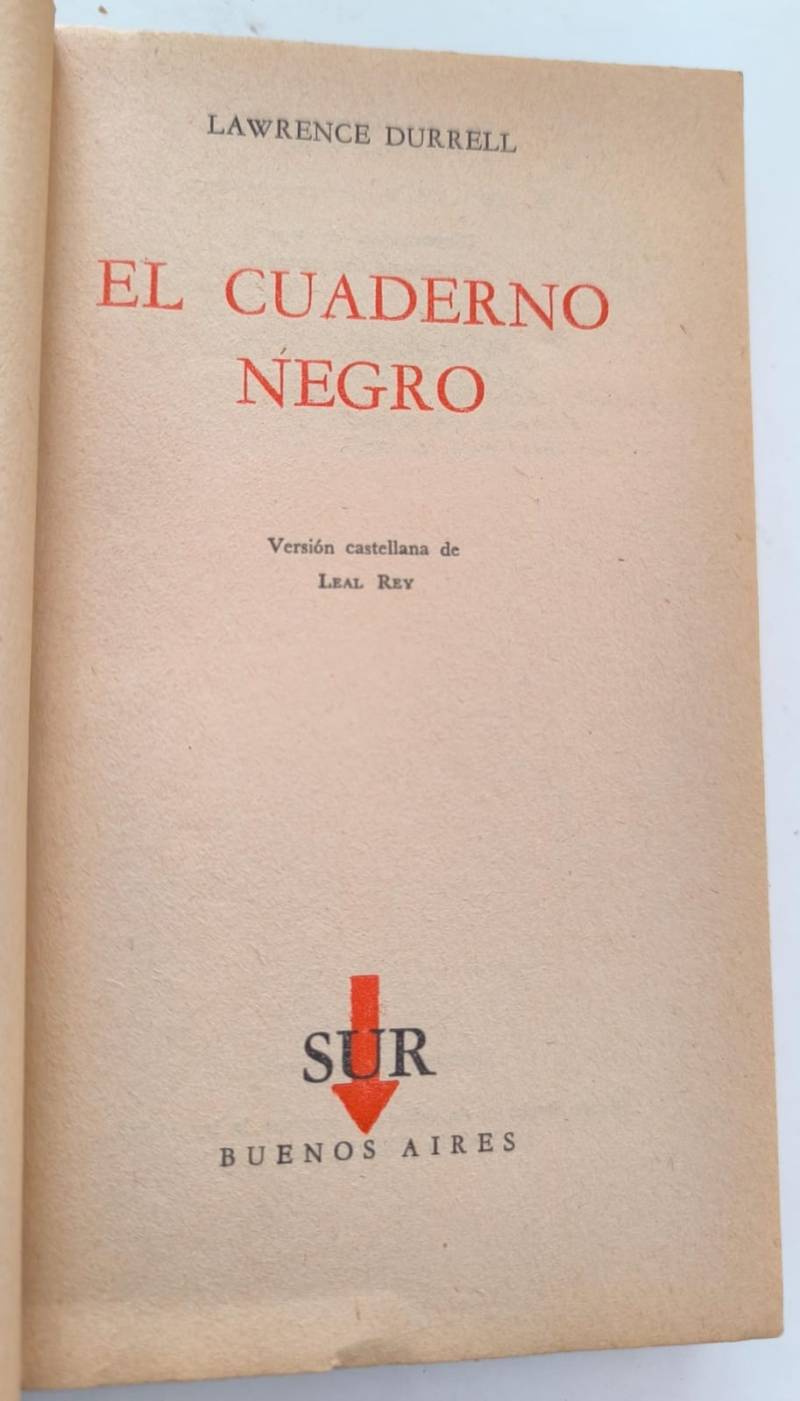 LAWRENCE DURRELL
EL CUADERNO
NEGRO
Versión castellana de
LEAL REY
SUR
BUENOS AIRES